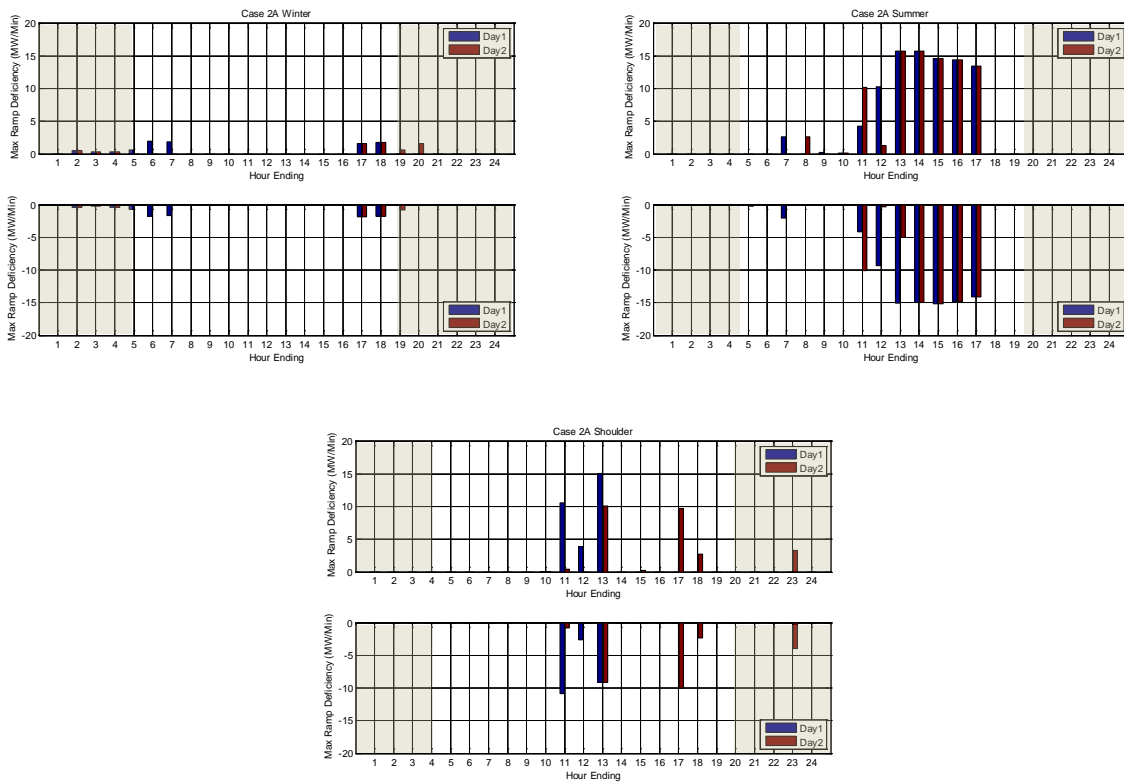 Case 2A Winter
Max Ramp Deficiency (MW/Min)
20
15
10
5
0
Day1
Day2
1 2 3 4 5 6 7 8 9 10 11 12 13 14 15 16 17 18 19 20 21 22 23 24
Hour Ending
Max Ramp Deficiency (MW/Min)
0
-5
-10
-15
-20
Day1
Day2
1 2 3 4 5 6 7 8 9 10 11 12 13 14 15 16 17 18 19 20 21 22 23 24
Hour Ending
Case 2A Summer
Max Ramp Deficiency (MW/Min)
20
15
10
5
0
Day1
Day2
1 2 3 4 5 6 7 8 9 10 11 12 13 14 15 16 17 18 19 20 21 22 23 24
Hour Ending
Max Ramp Deficiency (MW/Min)
0
-5
-10
-15
-20
Day1
Day2
1 2 3 4 5 6 7 8 9 10 11 12 13 14 15 16 17 18 19 20 21 22 23 24
Hour Ending
Case 2A Shoulder
Max Ramp Deficiency (MW/Min)
20
15
10
5
0
Day1
Day2
1 2 3 4 5 6 7 8 9 10 11 12 13 14 15 16 17 18 19 20 21 22 23 24
Hour Ending
Max Ramp Deficiency (MW/Min)
0
-5
-10
-15
-20
Day1
Day2
1 2 3 4 5 6 7 8 9 10 11 12 13 14 15 16 17 18 19 20 21 22 23 24
Hour Ending